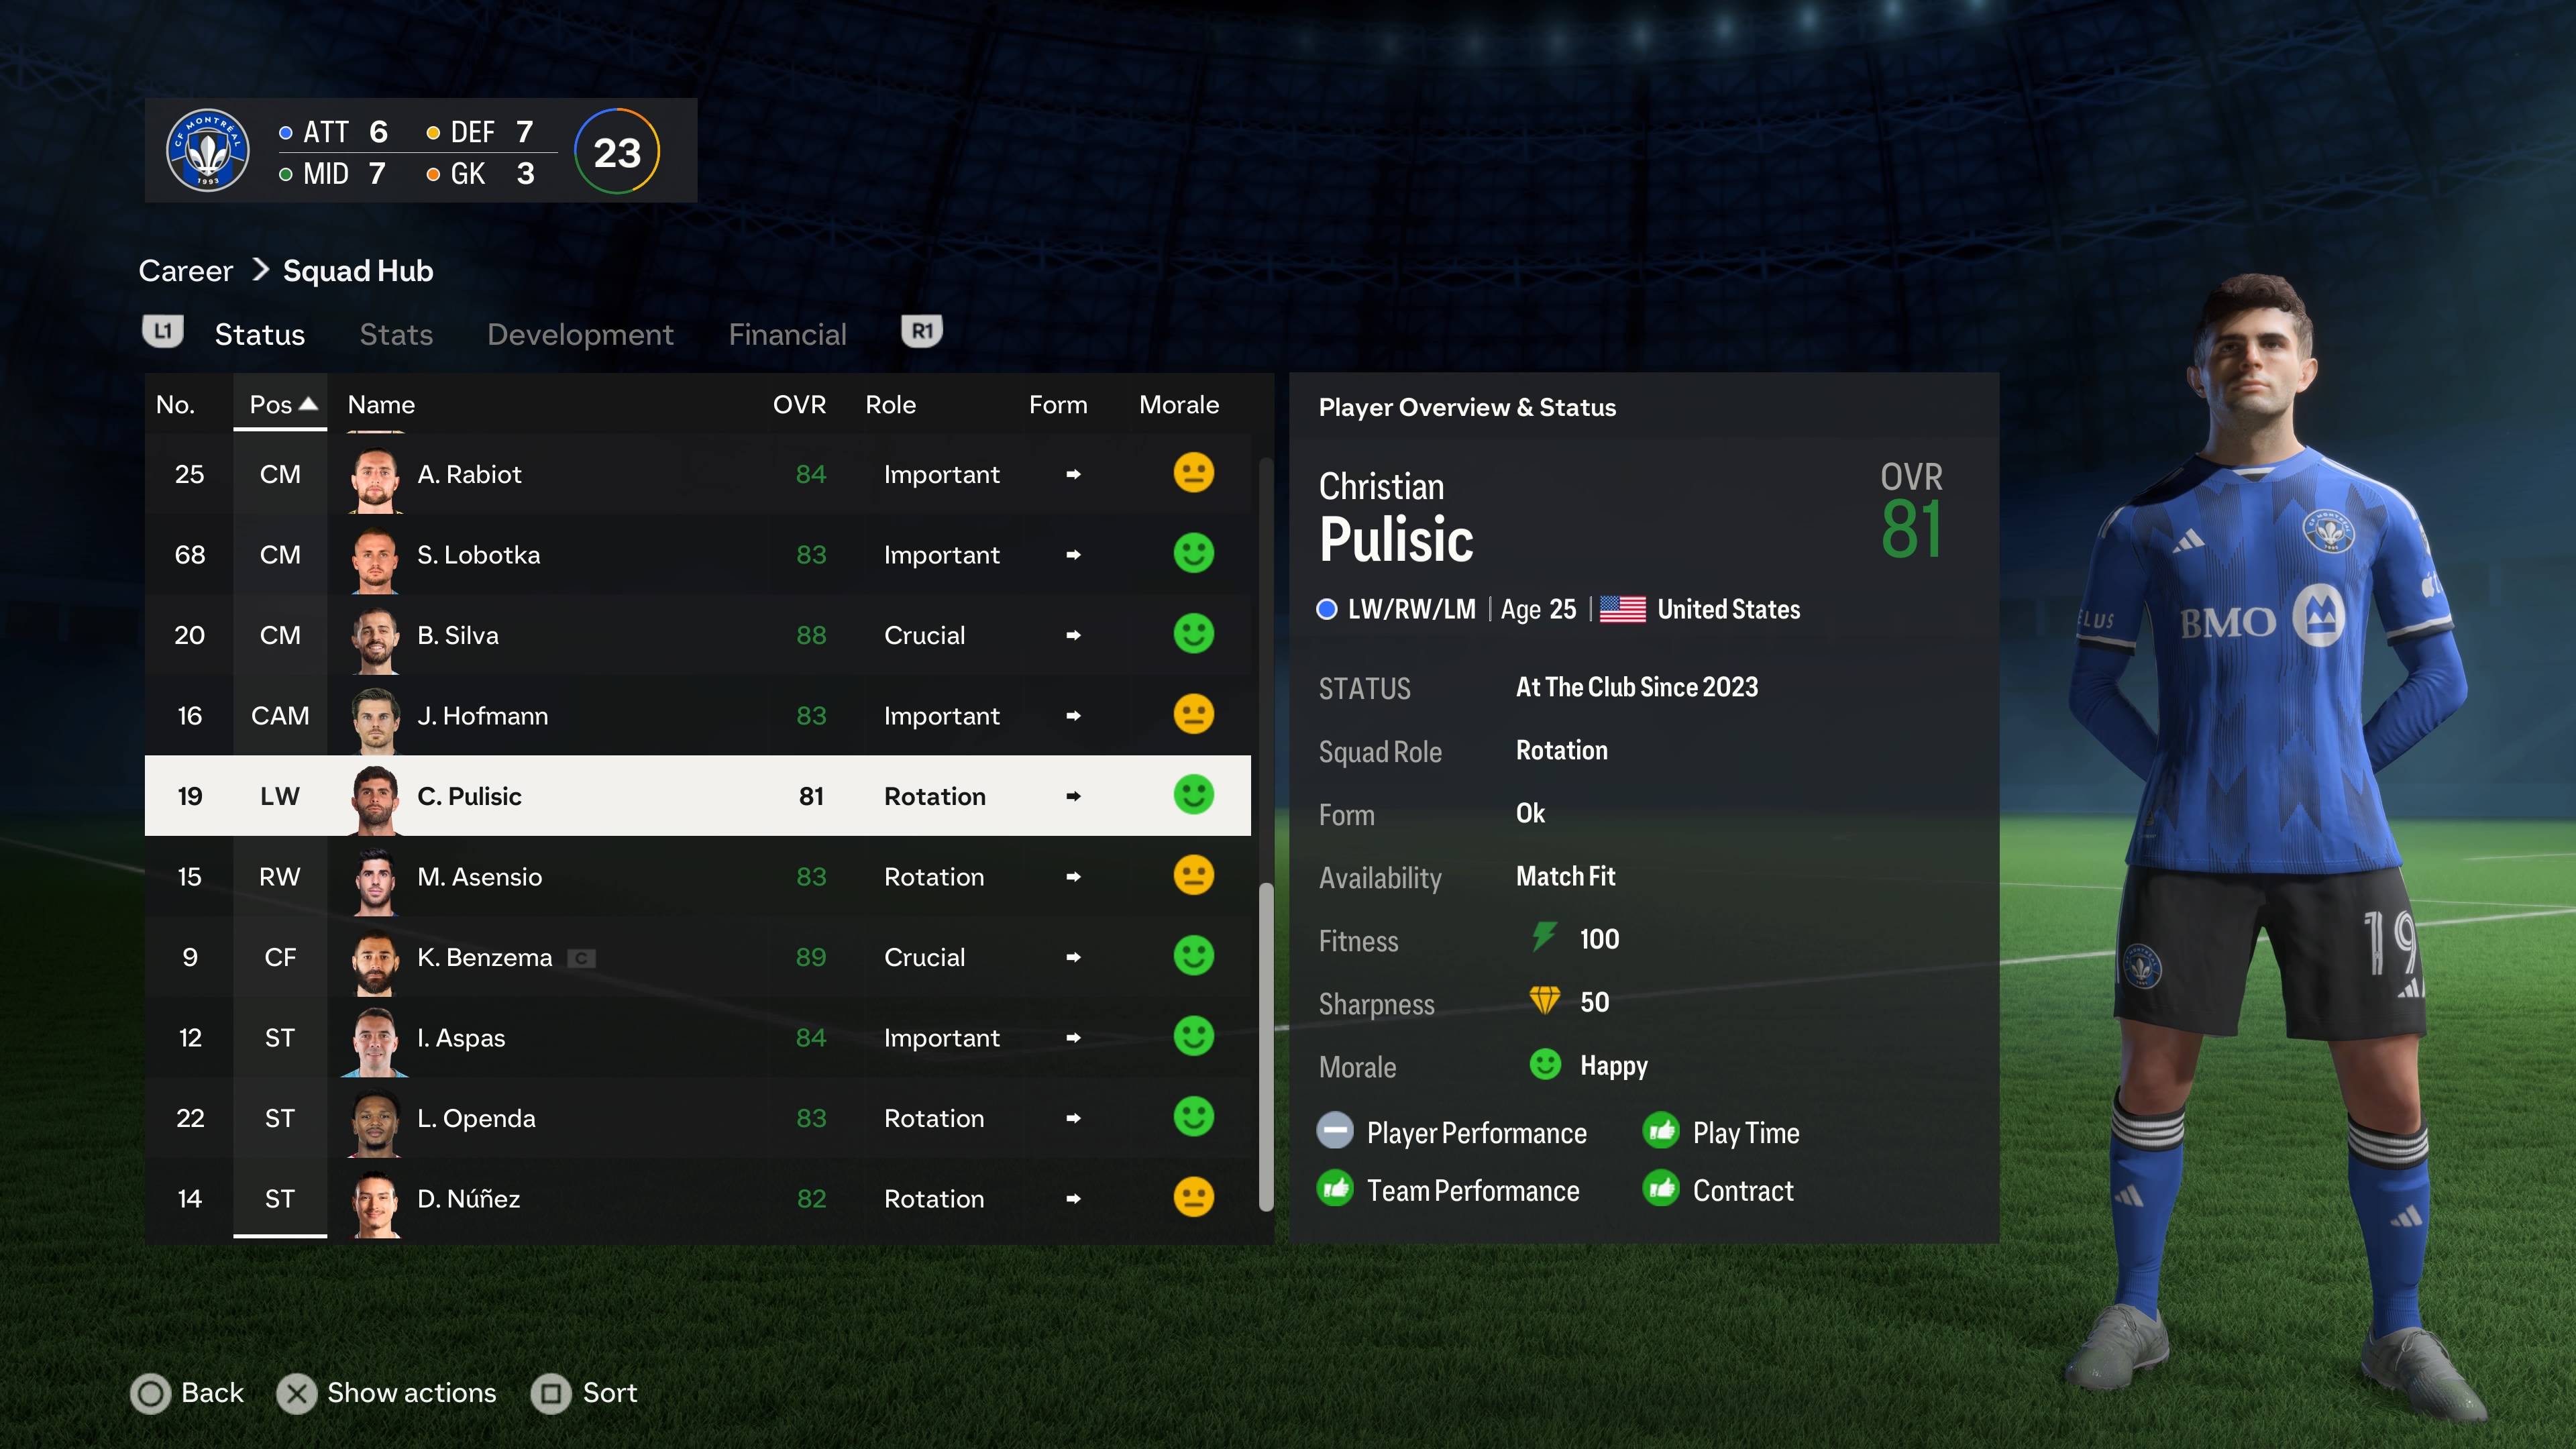 CF MONTRÉAL
1993
ATT 6 DEF 7
MID 7 GK 3
23
Career > Squad Hub
L1 Status Stats Development Financial R1
No. Pos Name OVR Role Form Morale
25 CM A. Rabiot 84 Important
68 CM S. Lobotka 83 Important
20 CM B. Silva 88 Crucial
16 CAM J. Hofmann 83 Important
19 LW C. Pulisic 81 Rotation
15 RW M. Asensio 83 Rotation
9 CF K. Benzema C 89 Crucial
12 ST I. Aspas 84 Important
22 ST L. Openda 83 Rotation
14 ST D. Núñez 82 Rotation
Player Overview & Status
Christian
Pulisic
OVR
81
LW/RW/LM | Age 25 | United States
STATUS At The Club Since 2023
Squad Role Rotation
Form Ok
Availability Match Fit
Fitness 100
Sharpness 50
Morale Happy
Player Performance Play Time
Team Performance Contract
ELUS
BMO
19
Back Show actions Sort